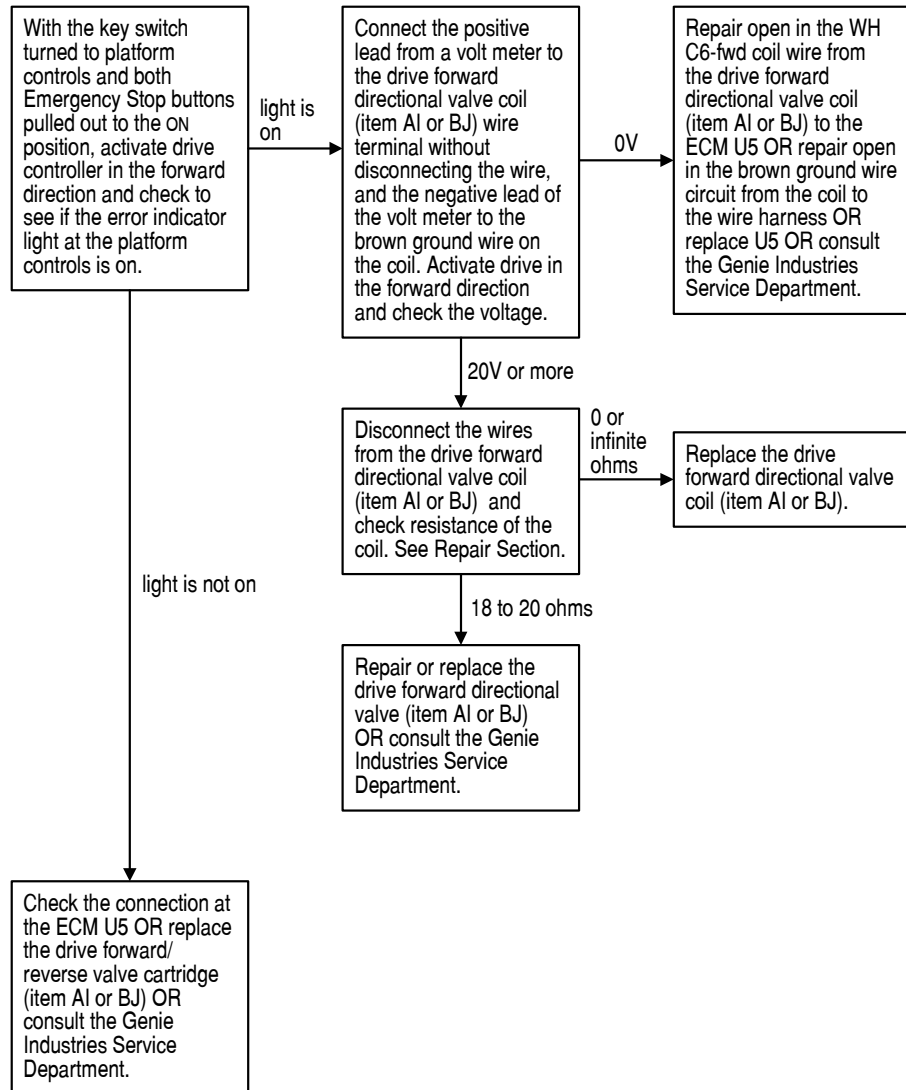 With the key switch
turned to platform
controls and both
Emergency Stop buttons
pulled out to the ON
position, activate drive
controller in the forward
direction and check to
see if the error indicator
light at the platform
controls is on.
light is
on
Connect the positive
lead from a volt meter to
the drive forward
directional valve coil
(item AI or BJ) wire
terminal without
disconnecting the wire,
and the negative lead of
the volt meter to the
brown ground wire on
the coil. Activate drive in
the forward direction
and check the voltage.
0V
Repair open in the WH
C6-fwd coil wire from
the drive forward
directional valve coil
(item AI or BJ) to the
ECM U5 OR repair open
in the brown ground wire
circuit from the coil to
the wire harness OR
replace U5 OR consult
the Genie Industries
Service Department.
20V or more
Disconnect the wires
from the drive forward
directional valve coil
(item AI or BJ) and
check resistance of the
coil. See Repair Section.
0 or
infinite
ohms
Replace the drive
forward directional valve
coil (item AI or BJ).
18 to 20 ohms
Repair or replace the
drive forward directional
valve (item AI or BJ)
OR consult the Genie
Industries Service
Department.
light is not on
Check the connection at
the ECM U5 OR replace
the drive forward/
reverse valve cartridge
(item AI or BJ) OR
consult the Genie
Industries Service
Department.